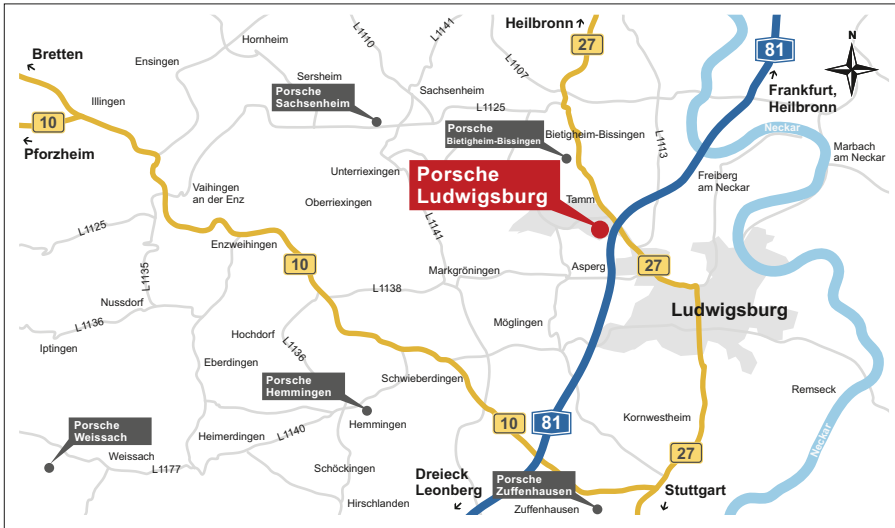 Heilbronn
27
81
N
Bretten
Hornheim
L1110
L1141
Ensingen
L1107
Sersheim
Frankfurt,
Heilbronn
Porsche
Sachsenheim
Sachsenheim
Illingen
L1125
10
Porsche
Bietigheim-Bissingen
Bietigheim-Bissingen
L1113
Neckar
Pforzheim
Marbach
am Neckar
Unterriexingen
Porsche
Ludwigsburg
Freiberg
am Neckar
Vaihingen
an der Enz
Oberriexingen
Tamm
L1125
L1141
Enzweihingen
10
Markgröningen
Asperg
27
L1135
L1138
Nussdorf
Ludwigsburg
L1136
Hochdorf
Möglingen
Iptingen
L1136
Eberdingen
Schwieberdingen
Porsche
Hemmingen
Remseck
Porsche
Weissach
Hemmingen
10
81
Kornwestheim
Heimerdingen
L1140
Neckar
27
Weissach
L1177
Schöckingen
Dreieck
Leonberg
Porsche
Zuffenhausen
Stuttgart
Hirschlanden
Zuffenhausen